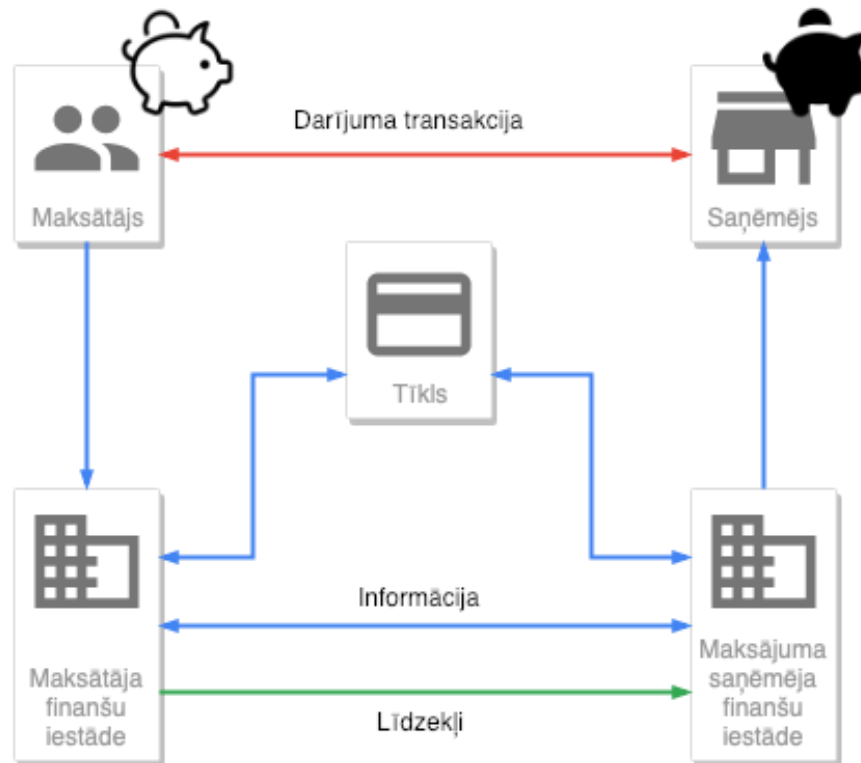 Darījuma transakcija
Maksātājs
Saņēmējs
Tīkls
Informācija
Maksātāja
finanšu
iestāde
Maksājuma
saņēmēja
finanšu
iestāde
Līdzekļi